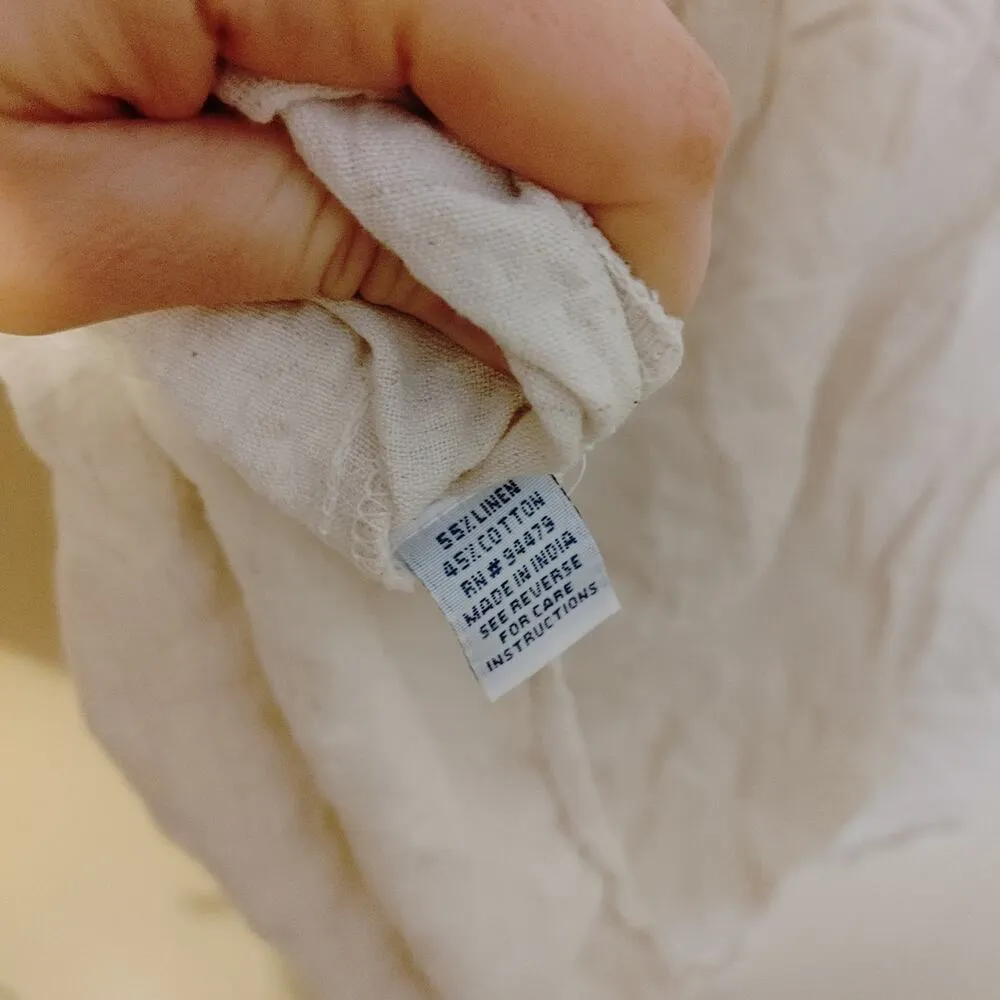 55%LINEN
45%COTTON
RN#94479
MADE IN INDIA
SEE REVERSE
FOR CARE
INSTRUCTIONS